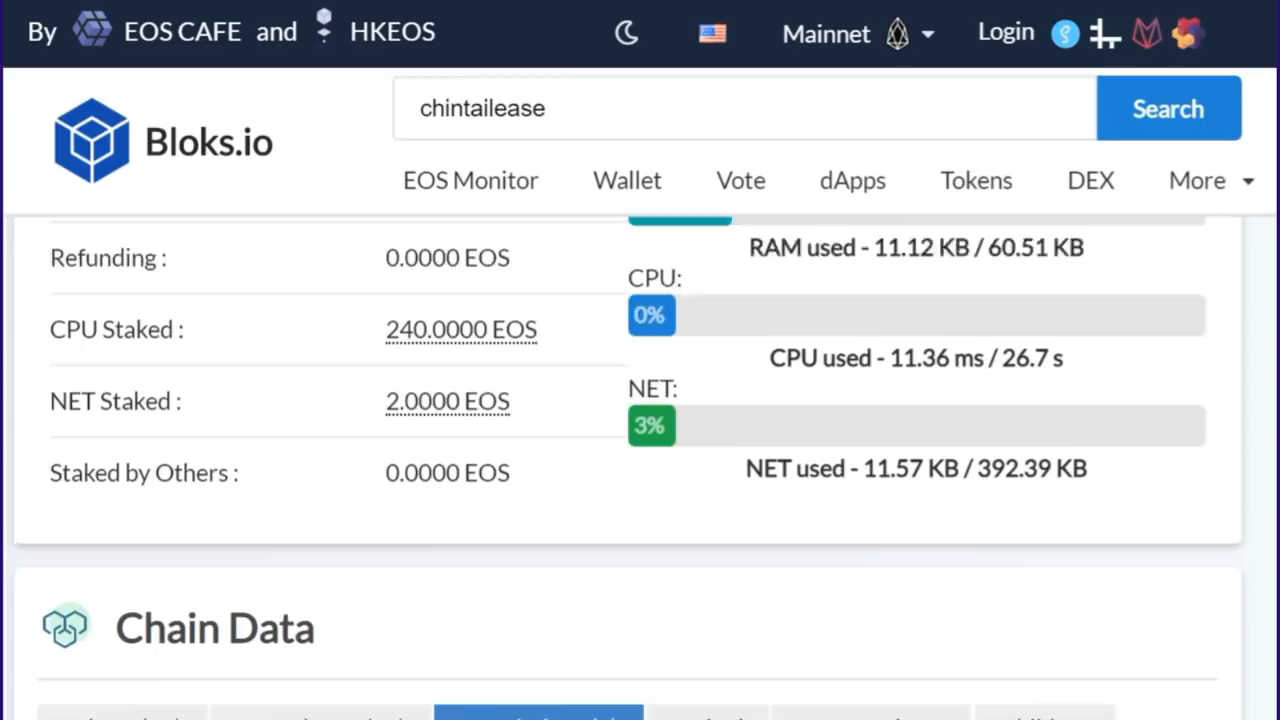 By EOS CAFE and HKEOS Mainnet Login
chintailease Search
Bloks.io
EOS Monitor Wallet Vote dApps Tokens DEX More
RAM used - 11.12 KB / 60.51 KB
Refunding : 0.0000 EOS
CPU:
0%
CPU Staked : 240.0000 EOS
CPU used - 11.36 ms / 26.7 s
NET:
NET Staked : 2.0000 EOS
3%
NET used - 11.57 KB / 392.39 KB
Staked by Others : 0.0000 EOS
Chain Data